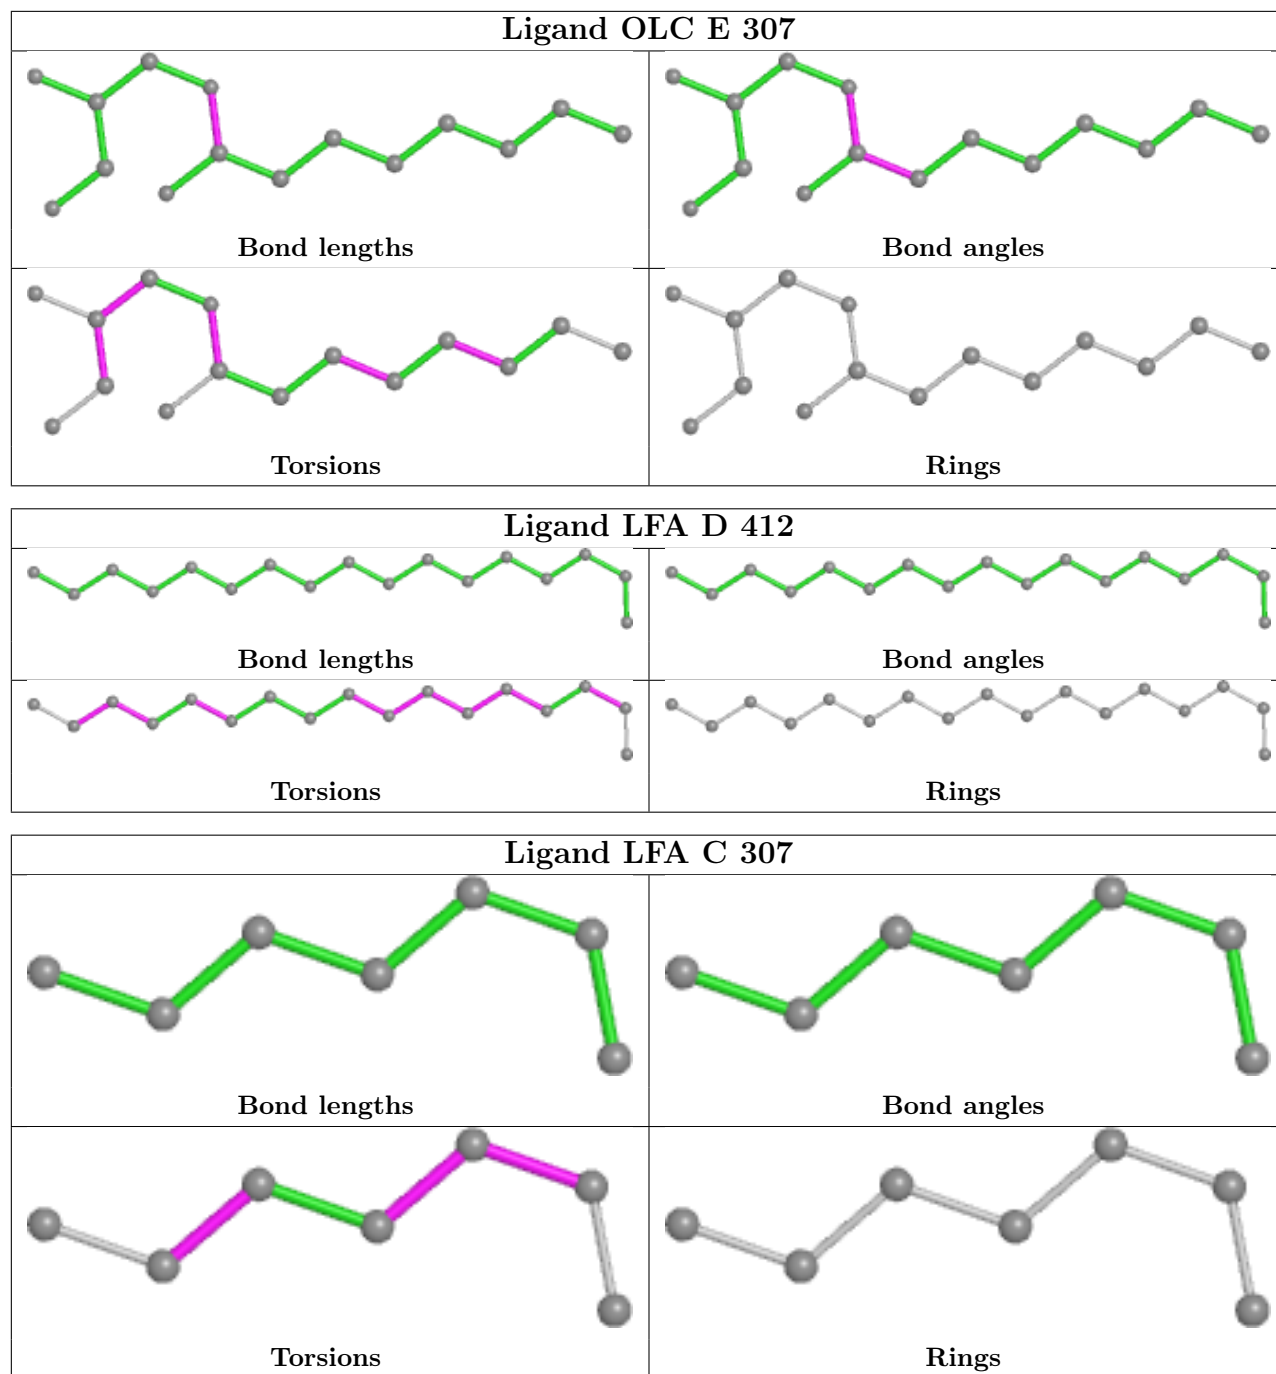 Ligand OLC E 307
Bond lengths
Bond angles
Torsions
Rings
Ligand LFA D 412
Bond lengths
Bond angles
Torsions
Rings
Ligand LFA C 307
Bond lengths
Bond angles
Torsions
Rings